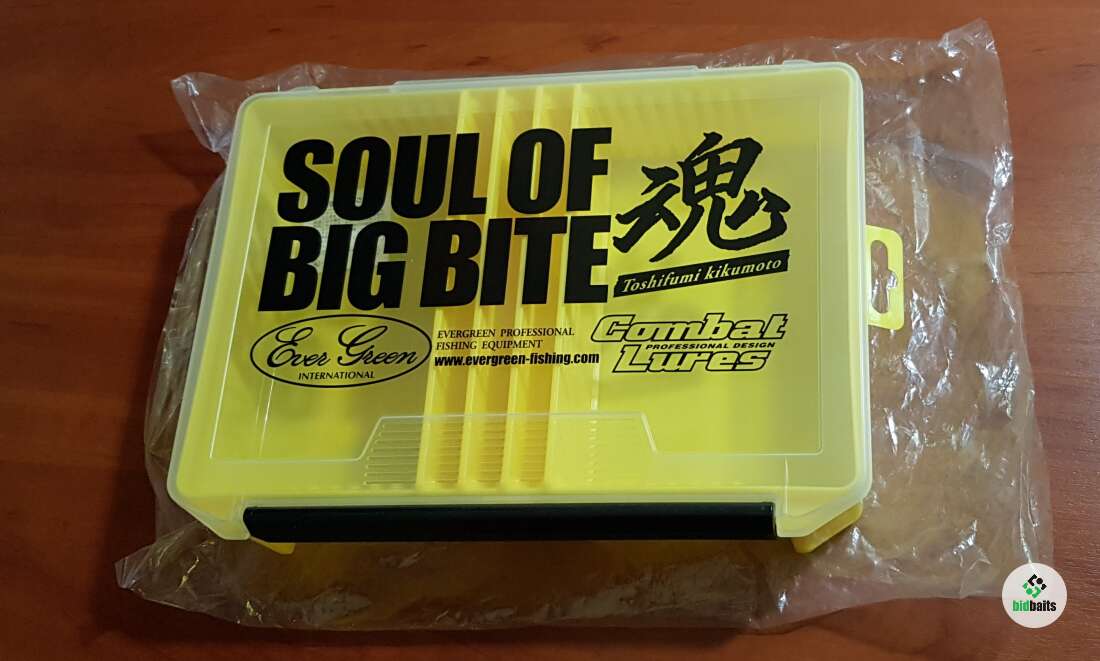 SOUL OF
BIG BITE
魂
Toshifumi kikumoto
Ever Green
INTERNATIONAL
EVERGREEN PROFESSIONAL
FISHING EQUIPMENT
www.evergreen-fishing.com
Combat
PROFESSIONAL DESIGN
Lures
bidbaits